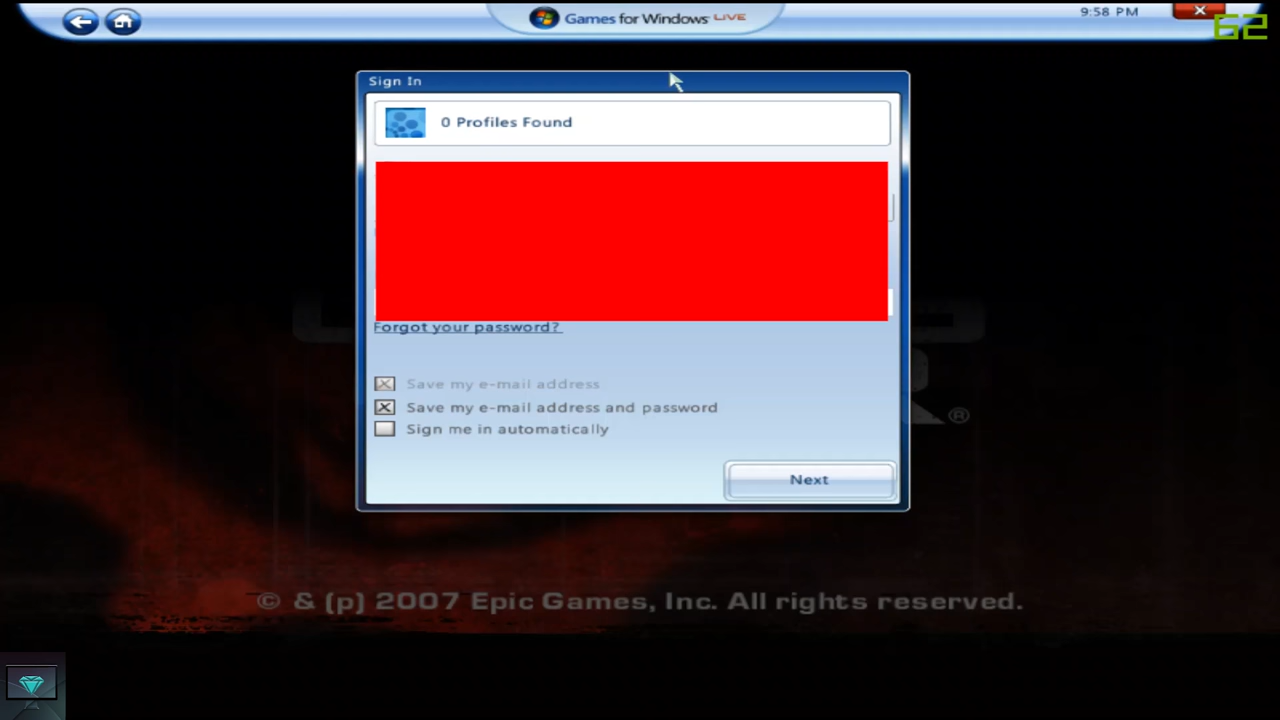 Games for Windows LIVE
9:58 PM
62
Sign In
0 Profiles Found
Forgot your password?
Save my e-mail address
Save my e-mail address and password
Sign me in automatically
Next
®
© & (p) 2007 Epic Games, Inc. All rights reserved.